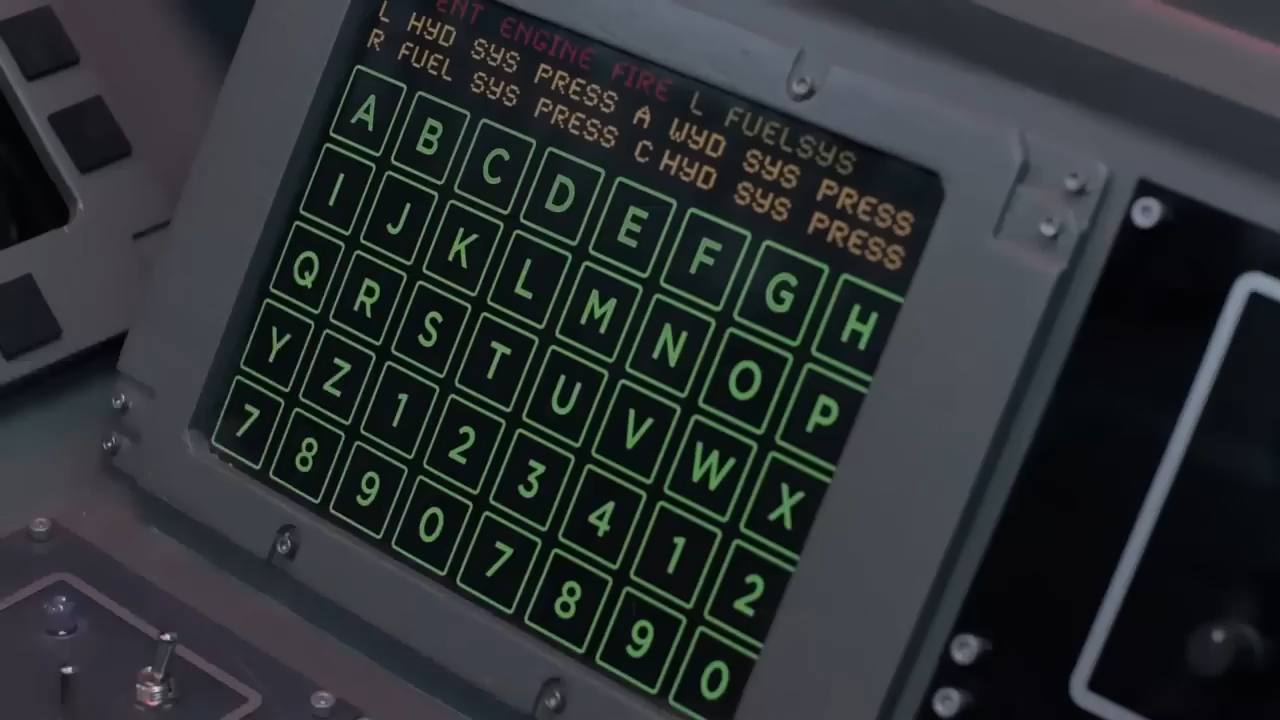 ENT ENGINE FIRE L FUELSYS
L HYD SYS PRESS A WYD SYS PRESS
R FUEL SYS PRESS C HYD SYS PRESS
A B C D E F G H
I J K L M N O P
Q R S T U V W X
Y Z 1 2 3 4 1 2
7 8 9 0 7 8 9 0